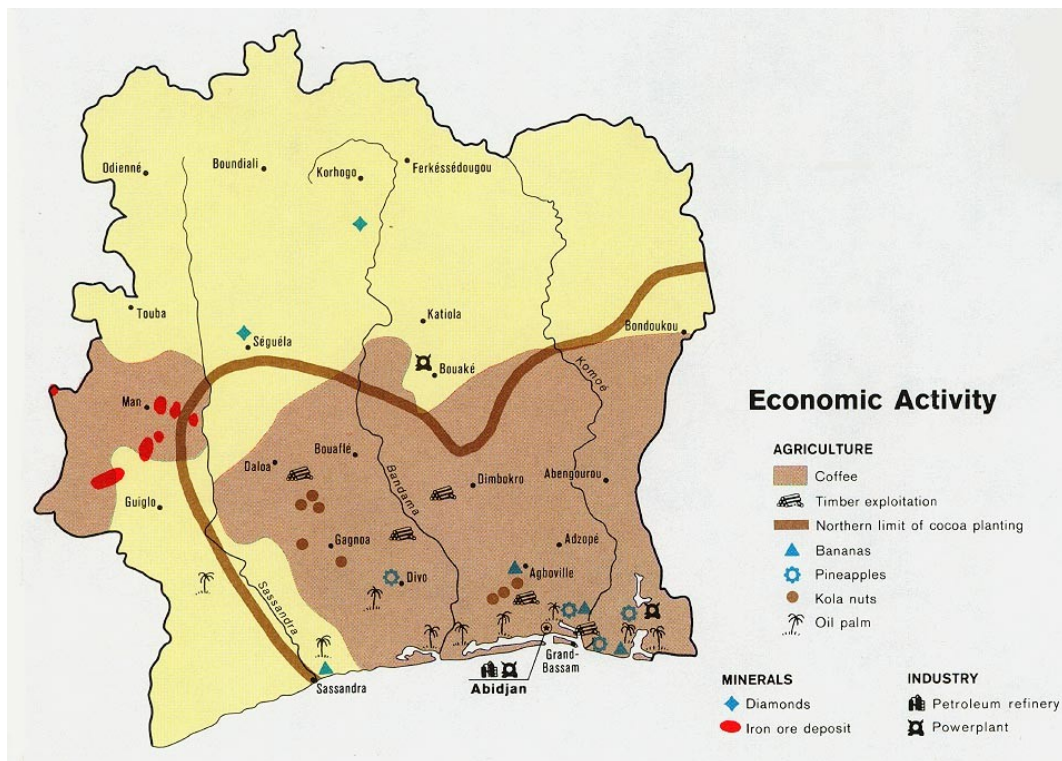 Odienné
Boundiali
Korhogo
Ferkéssédougou
Touba
Katiola
Séguéla
Bondoukou
Bouaké
Komoé
Man
Economic Activity
Bouaflé
Daloa
Bandama
Dimbokro
Abengourou
Guiglo
Gagnoa
Adzopé
Divo
Agboville
Sassandra
Grand-
Bassam
Sassandra
Abidjan
AGRICULTURE
Coffee
Timber exploitation
Northern limit of cocoa planting
Bananas
Pineapples
Kola nuts
Oil palm
MINERALS
Diamonds
Iron ore deposit
INDUSTRY
Petroleum refinery
Powerplant